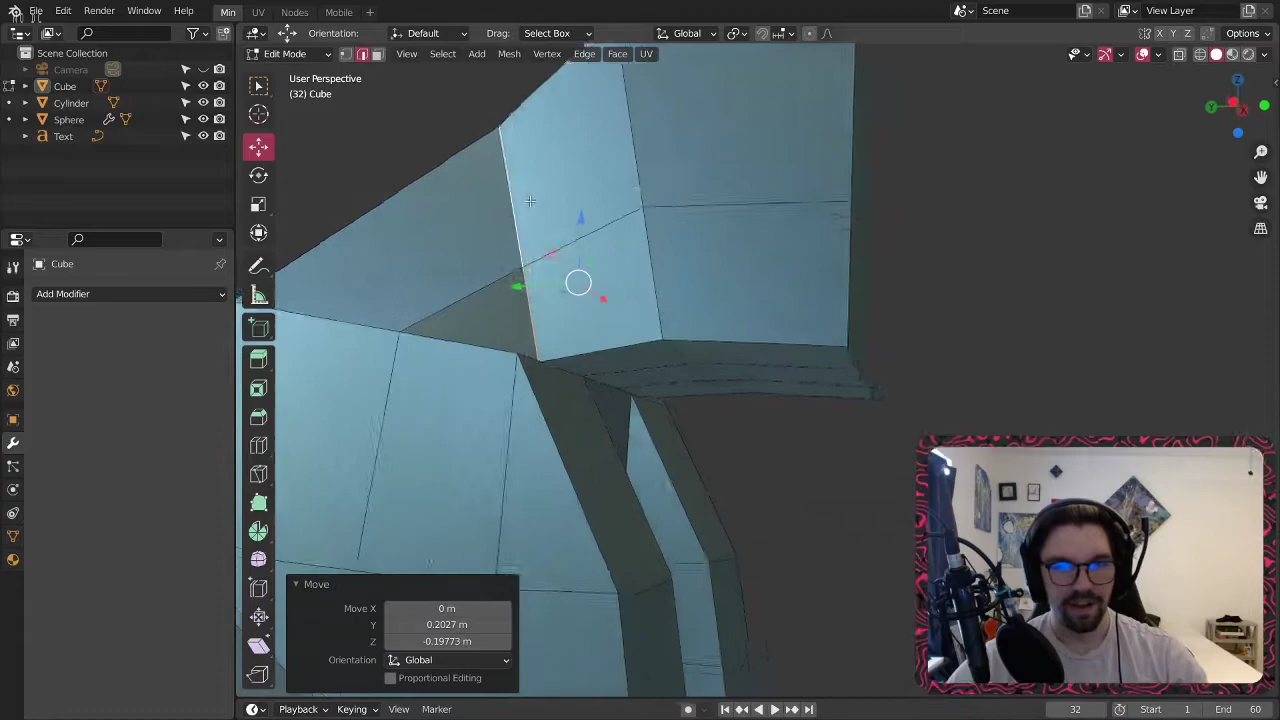 File Edit Render Window Help Min UV Nodes Mobile Scene View Layer
Orientation: Default Drag: Select Box Global X Y Z Options
Edit Mode View Select Add Mesh Vertex Edge Face UV
Scene Collection
Camera
Cube
Cylinder
Sphere
Text
User Perspective
(32) Cube
Z
Y
X
Cube
Add Modifier
Move
Move X 0 m
Y 0.2027 m
Z -0.19773 m
Orientation Global
Proportional Editing
Playback Keying View Marker 32 Start 1 End 60